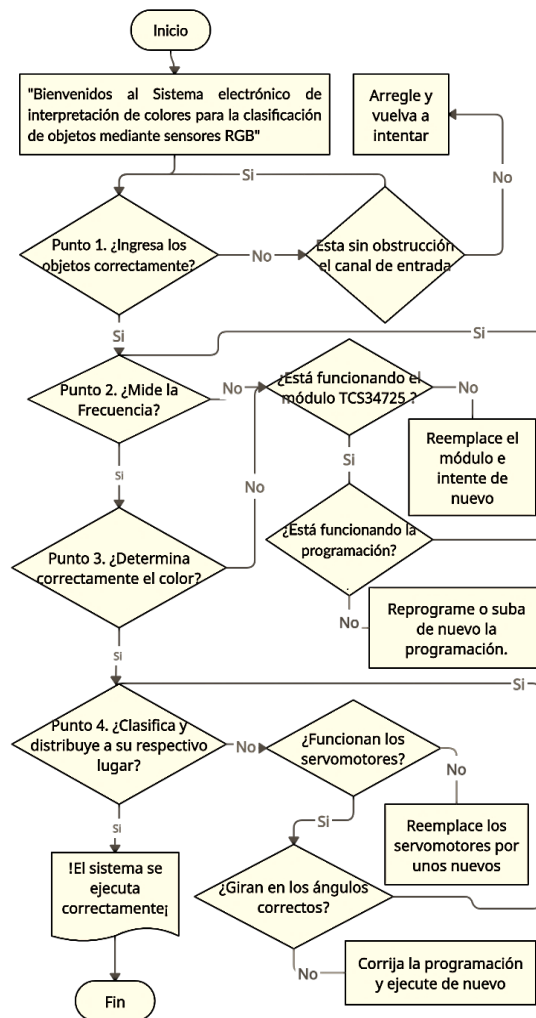 Inicio
"Bienvenidos al Sistema electrónico de
interpretación de colores para la clasificación
de objetos mediante sensores RGB"
Arregle y
vuelva a
intentar
Si
No
Punto 1. ¿Ingresa los
objetos correctamente?
No
Esta sin obstrucción
el canal de entrada
Si
Si
Punto 2. ¿Mide la
Frecuencia?
No
¿Está funcionando el
módulo TCS34725 ?
No
Reemplace el
módulo e
intente de
nuevo
Si
Si
No
¿Está funcionando la
programación?
Punto 3. ¿Determina
correctamente el color?
No
Reprograme o suba
de nuevo la
programación.
Si
Si
Punto 4. ¿Clasifica y
distribuye a su respectivo
lugar?
No
¿Funcionan los
servomotores?
No
Reemplace los
servomotores por
unos nuevos
Si
Si
!El sistema se
ejecuta
correctamente¡
¿Giran en los ángulos
correctos?
No
Corrija la programación
y ejecute de nuevo
Fin